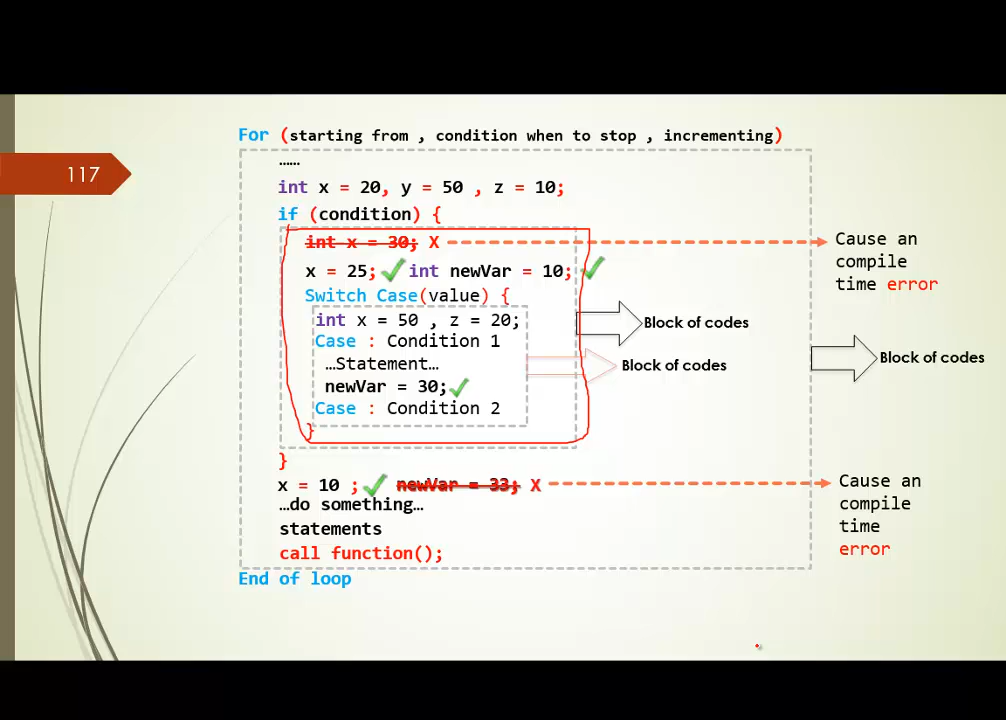 For (starting from , condition when to stop , incrementing)
117
……
int x = 20, y = 50 , z = 10;
if (condition) {
int x = 30; X
Cause an
compile
time error
x = 25; int newVar = 10;
Switch Case(value) {
int x = 50 , z = 20;
Block of codes
Case : Condition 1
…Statement…
Block of codes
Block of codes
newVar = 30;
Case : Condition 2
}
}
x = 10 ; newVar = 33; X
Cause an
compile
time
error
…do something…
statements
call function();
End of loop